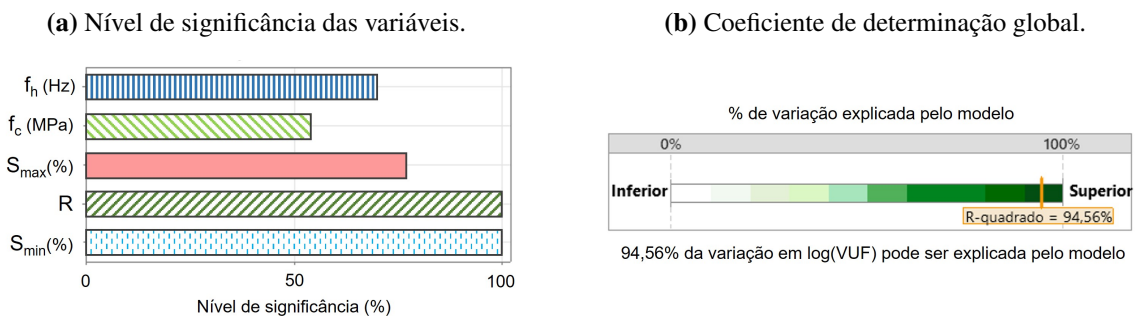 (a) Nível de significância das variáveis.
f_h (Hz)
f_c (MPa)
S_max(%)
R
S_min(%)
0 50 100
Nível de significância (%)
(b) Coeficiente de determinação global.
% de variação explicada pelo modelo
0% 100%
Inferior Superior
R-quadrado = 94,56%
94,56% da variação em log(VUF) pode ser explicada pelo modelo